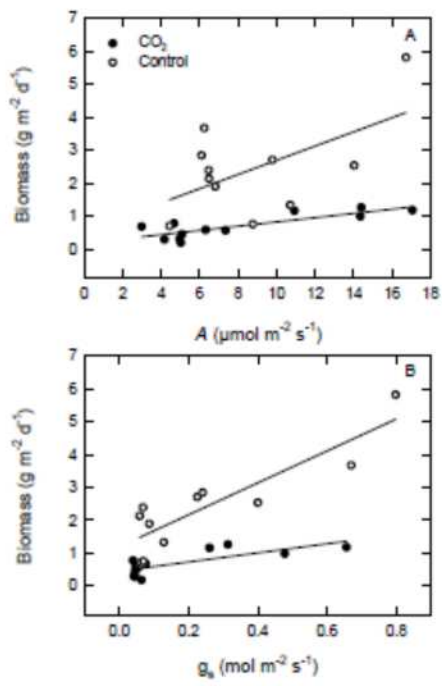 7
A
CO₂
Control
6
5
4
3
2
1
0
Biomass (g m⁻² d⁻¹)
0 2 4 6 8 10 12 14 16 18
A (µmol m⁻² s⁻¹)
7
B
6
5
4
3
2
1
0
Biomass (g m⁻² d⁻¹)
0.0 0.2 0.4 0.6 0.8
gₛ (mol m⁻² s⁻¹)